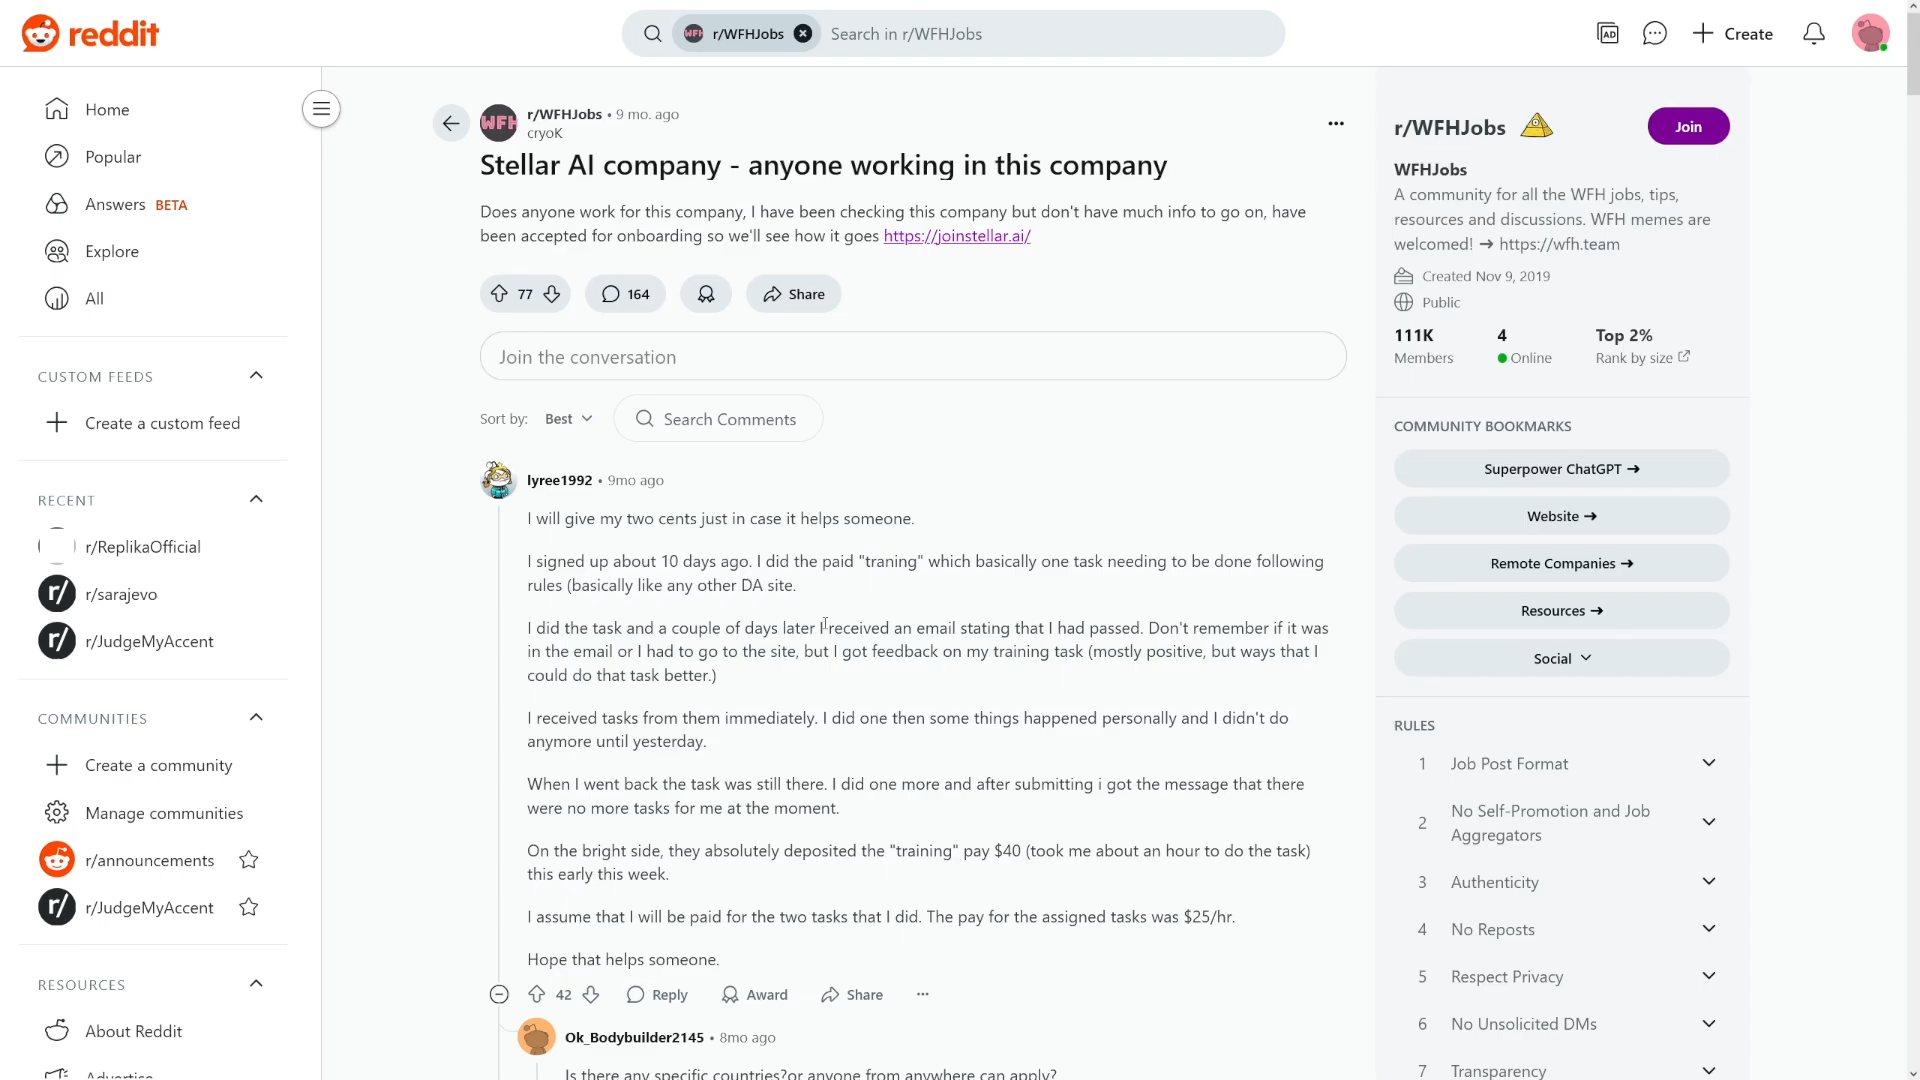 reddit
r/WFHJobs
Search in r/WFHJobs
AD
Create
Home
Popular
Answers BETA
Explore
All
CUSTOM FEEDS
Create a custom feed
RECENT
r/ReplikaOfficial
r/ r/sarajevo
r/ r/JudgeMyAccent
COMMUNITIES
Create a community
Manage communities
r/announcements
r/ r/JudgeMyAccent
RESOURCES
About Reddit
Advertise
WFH
r/WFHJobs • 9 mo. ago
cryoK
Stellar AI company - anyone working in this company
Does anyone work for this company, I have been checking this company but don't have much info to go on, have
been accepted for onboarding so we'll see how it goes https://joinstellar.ai/
77
164
Share
Join the conversation
Sort by: Best
Search Comments
lyree1992 • 9mo ago
I will give my two cents just in case it helps someone.
I signed up about 10 days ago. I did the paid "traning" which basically one task needing to be done following
rules (basically like any other DA site.
I did the task and a couple of days later I received an email stating that I had passed. Don't remember if it was
in the email or I had to go to the site, but I got feedback on my training task (mostly positive, but ways that I
could do that task better.)
I received tasks from them immediately. I did one then some things happened personally and I didn't do
anymore until yesterday.
When I went back the task was still there. I did one more and after submitting i got the message that there
were no more tasks for me at the moment.
On the bright side, they absolutely deposited the "training" pay $40 (took me about an hour to do the task)
this early this week.
I assume that I will be paid for the two tasks that I did. The pay for the assigned tasks was $25/hr.
Hope that helps someone.
42
Reply
Award
Share
Ok_Bodybuilder2145 • 8mo ago
Is there any specific countries?or anyone from anywhere can apply?
r/WFHJobs
Join
WFHJobs
A community for all the WFH jobs, tips,
resources and discussions. WFH memes are
welcomed! → https://wfh.team
Created Nov 9, 2019
Public
111K
Members
4
Online
Top 2%
Rank by size
COMMUNITY BOOKMARKS
Superpower ChatGPT →
Website →
Remote Companies →
Resources →
Social
RULES
1 Job Post Format
2 No Self-Promotion and Job
Aggregators
3 Authenticity
4 No Reposts
5 Respect Privacy
6 No Unsolicited DMs
7 Transparency